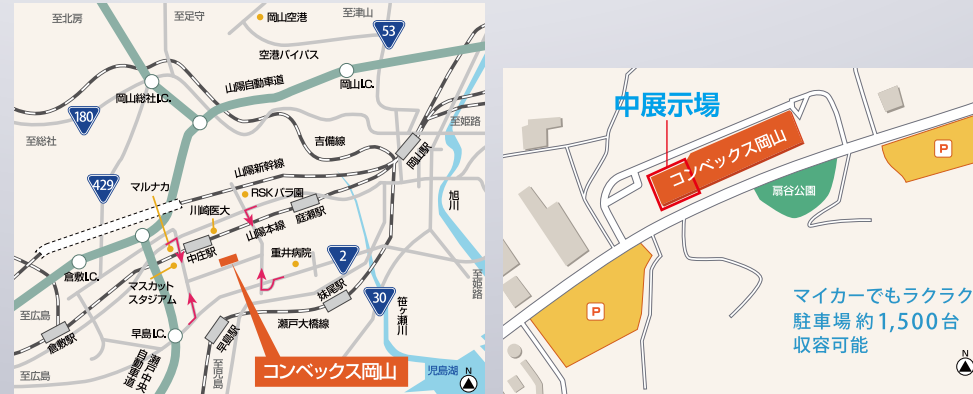 至北房
至足守
岡山空港
至津山
53
空港バイパス
山陽自動車道
岡山I.C.
岡山総社I.C.
180
至総社
吉備線
岡山駅
至姫路
山陽新幹線
429
マルナカ
RSKバラ園
川崎医大
庭瀬駅
山陽本線
旭川
中庄駅
重井病院
2
倉敷I.C.
マスカット
スタジアム
妹尾駅
30
笹ヶ瀬川
至姫路
至広島
倉敷駅
早島I.C.
早島駅
瀬戸大橋線
至広島
瀬戸中央
自動車道
至児島
コンベックス岡山
児島湖
N
中展示場
コンベックス岡山
P
扇谷公園
P
マイカーでもラクラク
駐車場 約1,500台
収容可能
N